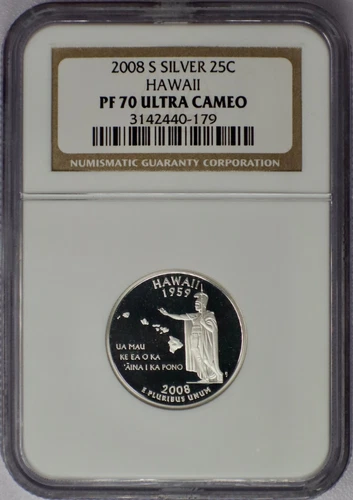 2008 S SILVER 25C
HAWAII
PF 70 ULTRA CAMEO
3142440-179
NUMISMATIC GUARANTY CORPORATION
HAWAII
1959
UA MAU
KE EA O KA
ʻĀINA I KA PONO
2008
E PLURIBUS UNUM